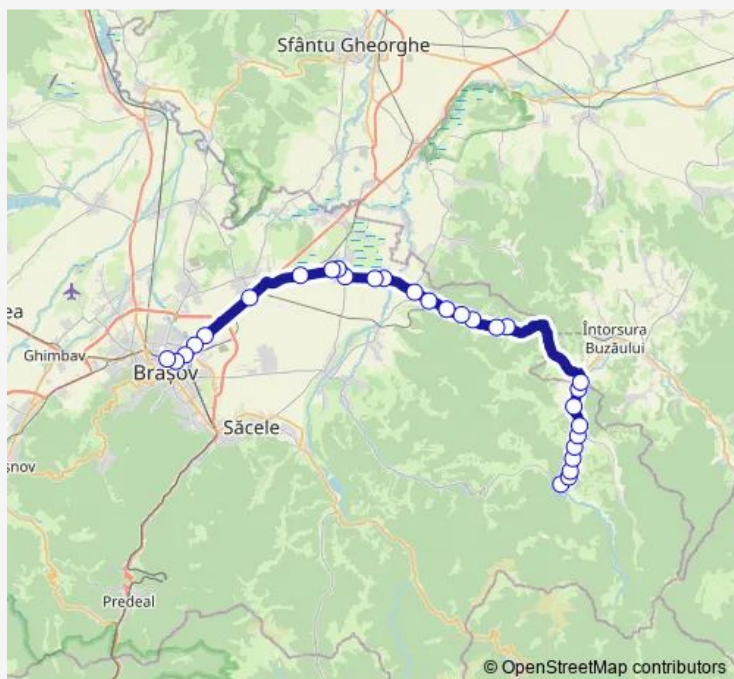 Sfântu Gheorghe
ea
Ghimbav
Brașov
Întorsura
Buzăului
Săcele
șnov
Predeal
© OpenStreetMap contributors